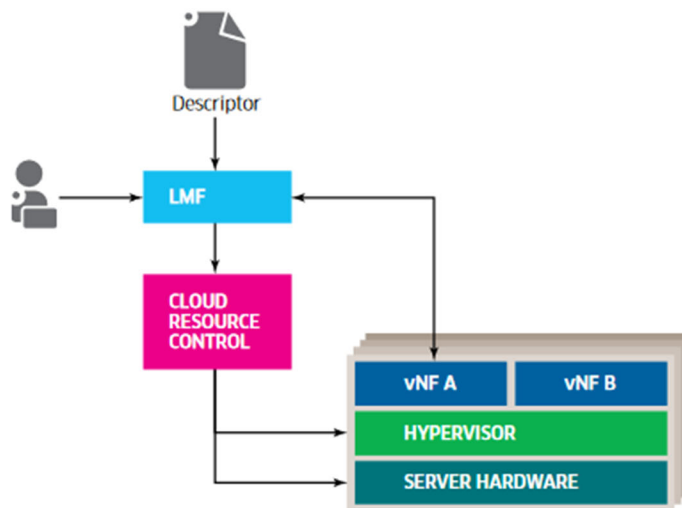 Descriptor
LMF
CLOUD
RESOURCE
CONTROL
vNF A
vNF B
HYPERVISOR
SERVER HARDWARE